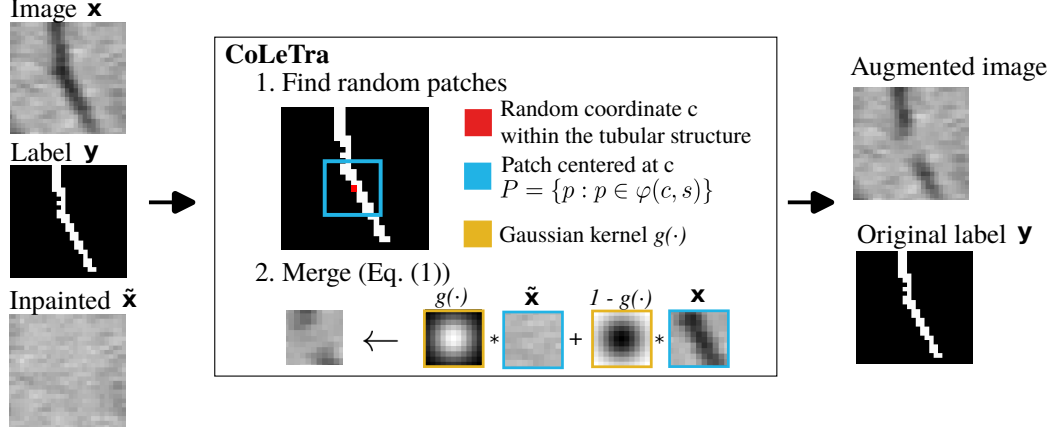 Image x
Label y
Inpainted x̃
CoLeTra
1. Find random patches
Random coordinate c
within the tubular structure
Patch centered at c
P = {p : p ∈ φ(c, s)}
Gaussian kernel g(·)
2. Merge (Eq. (1))
g(·) x̃ 1 - g(·) x
← * + *
Augmented image
Original label y